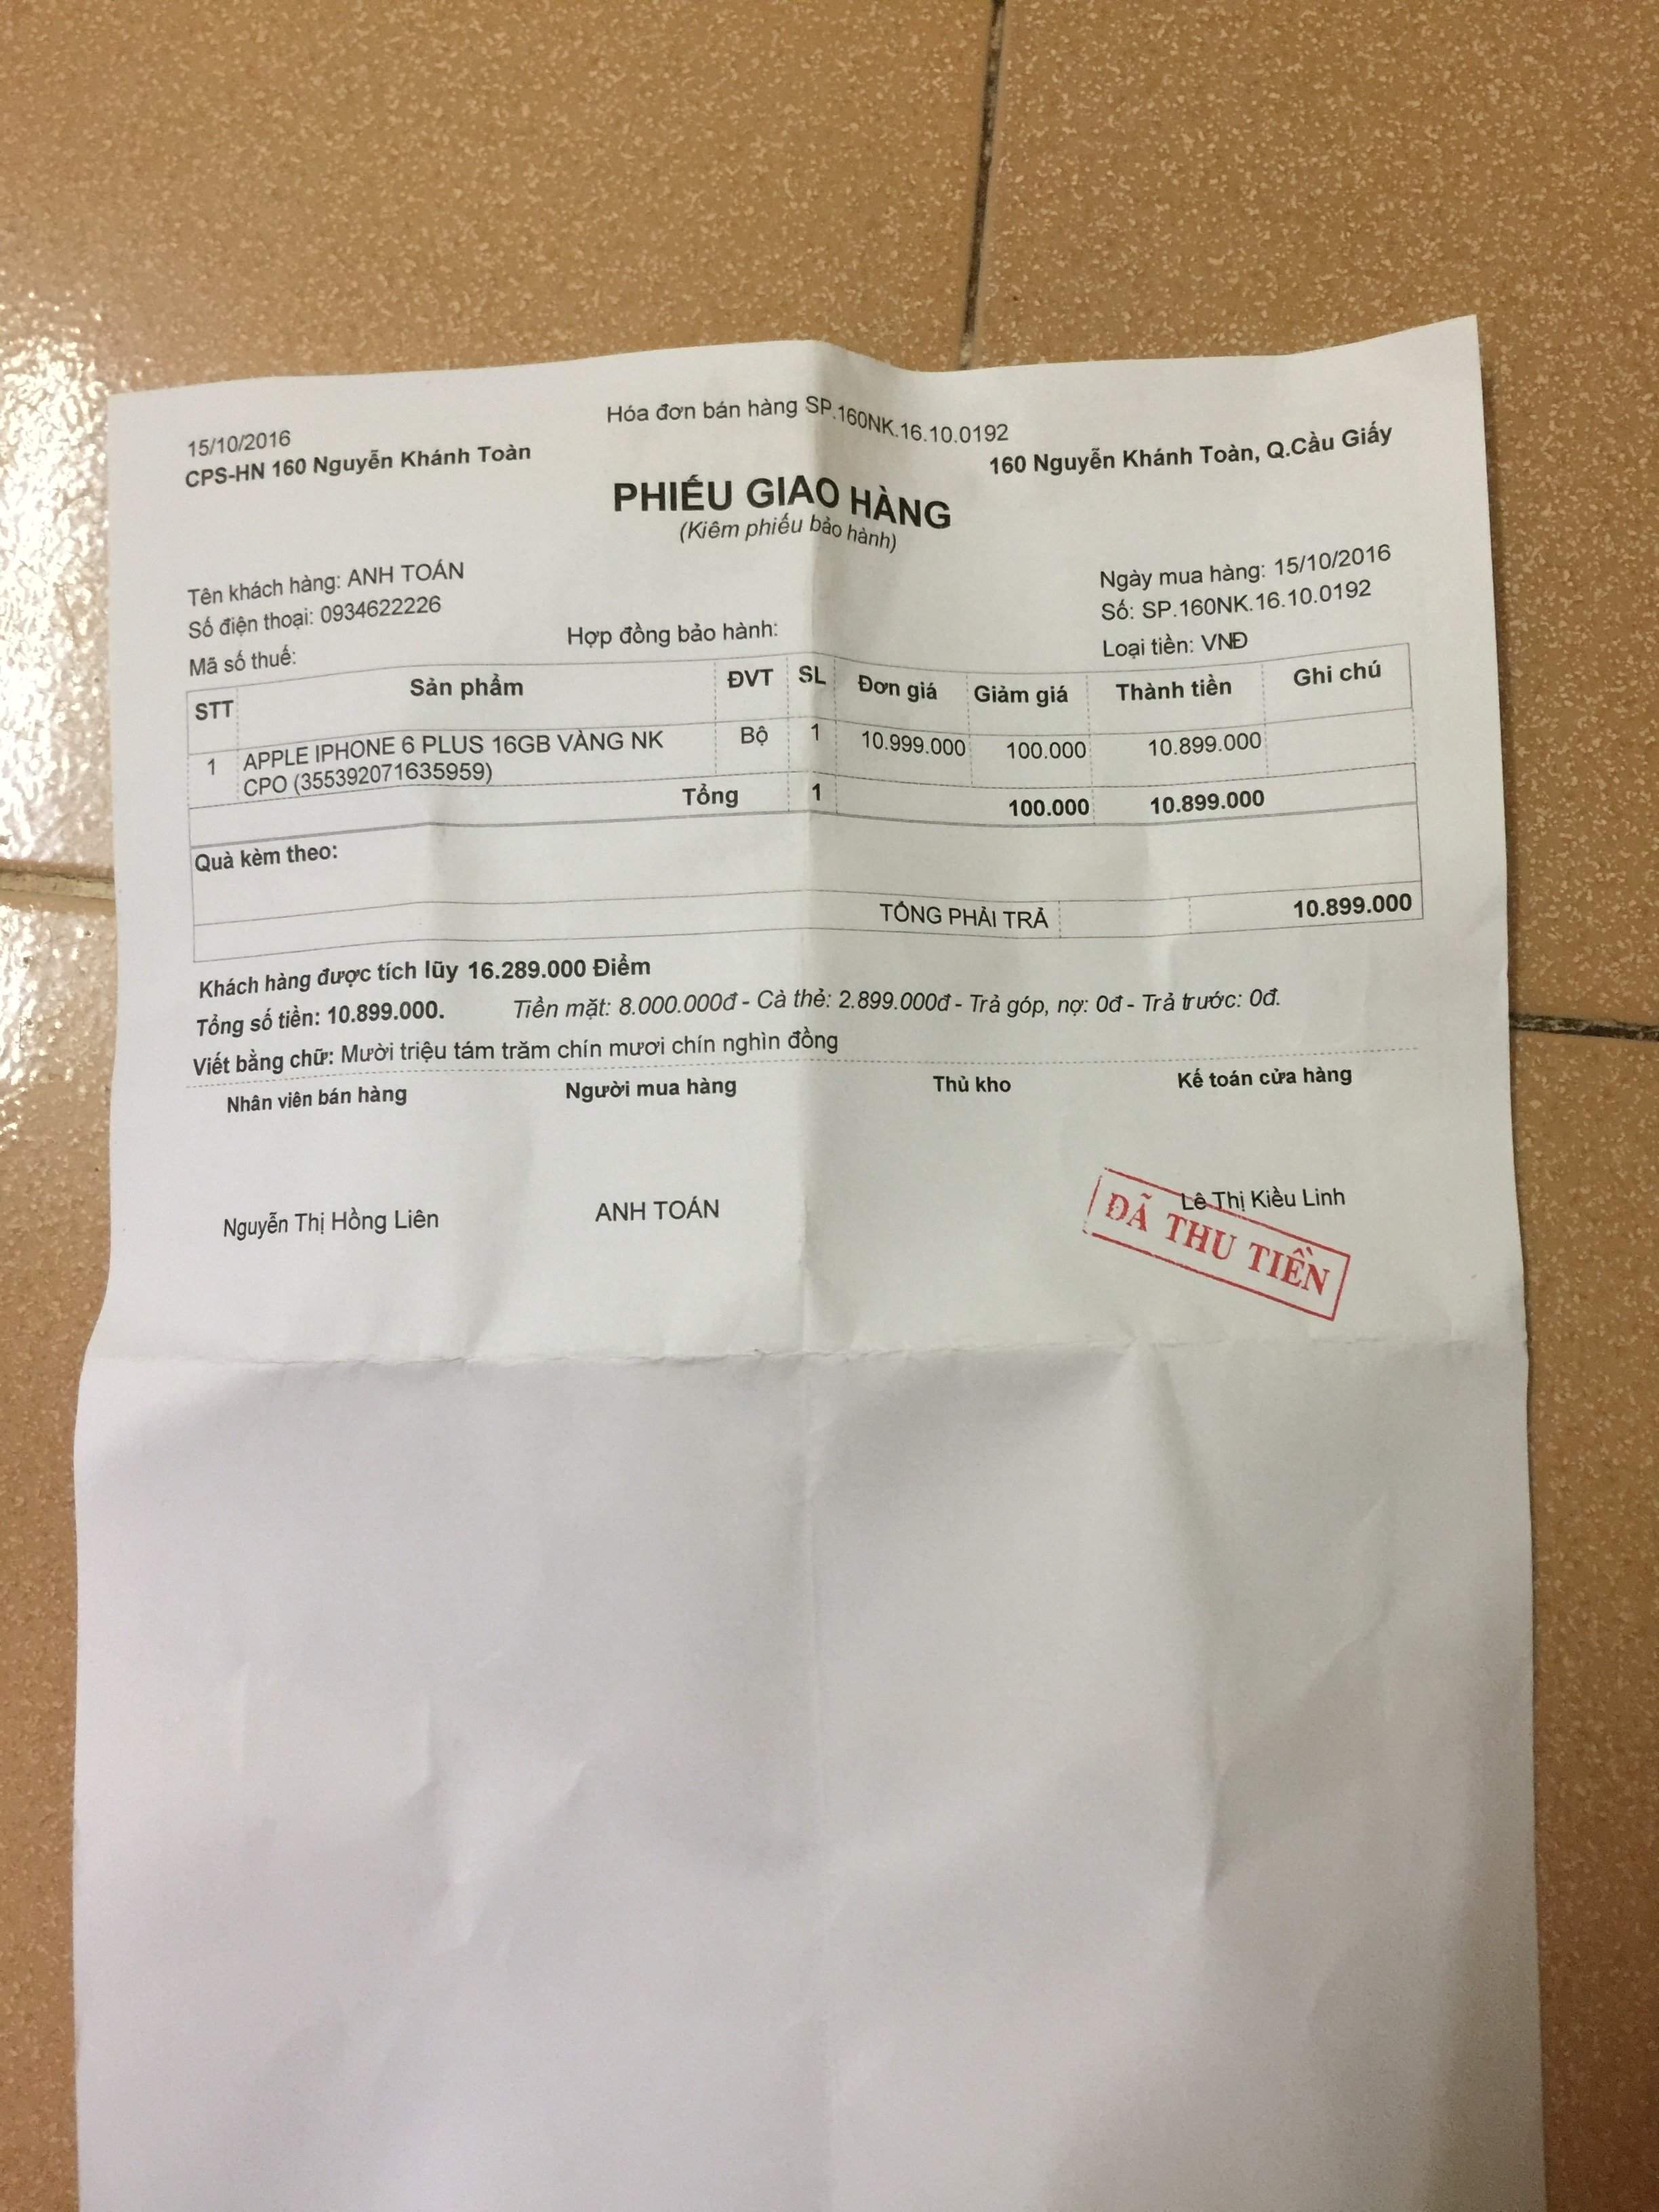 Hóa đơn bán hàng SP.160NK.16.10.0192
15/10/2016
CPS-HN 160 Nguyễn Khánh Toàn
160 Nguyễn Khánh Toàn, Q.Cầu Giấy
PHIẾU GIAO HÀNG
(Kiêm phiếu bảo hành)
Tên khách hàng: ANH TOÁN
Ngày mua hàng: 15/10/2016
Số điện thoại: 0934622226
Số: SP.160NK.16.10.0192
Mã số thuế:
Hợp đồng bảo hành:
Loại tiền: VNĐ
STT Sản phẩm ĐVT SL Đơn giá Giảm giá Thành tiền Ghi chú
1 APPLE IPHONE 6 PLUS 16GB VÀNG NK Bộ 1 10.999.000 100.000 10.899.000
CPO (355392071635959)
Tổng 1 100.000 10.899.000
Quà kèm theo:
TỔNG PHẢI TRẢ 10.899.000
Khách hàng được tích lũy 16.289.000 Điểm
Tổng số tiền: 10.899.000. Tiền mặt: 8.000.000đ - Cà thẻ: 2.899.000đ - Trả góp, nợ: 0đ - Trả trước: 0đ.
Viết bằng chữ: Mười triệu tám trăm chín mươi chín nghìn đồng
Nhân viên bán hàng Người mua hàng Thủ kho Kế toán cửa hàng
Nguyễn Thị Hồng Liên ANH TOÁN Lê Thị Kiều Linh
ĐÃ THU TIỀN